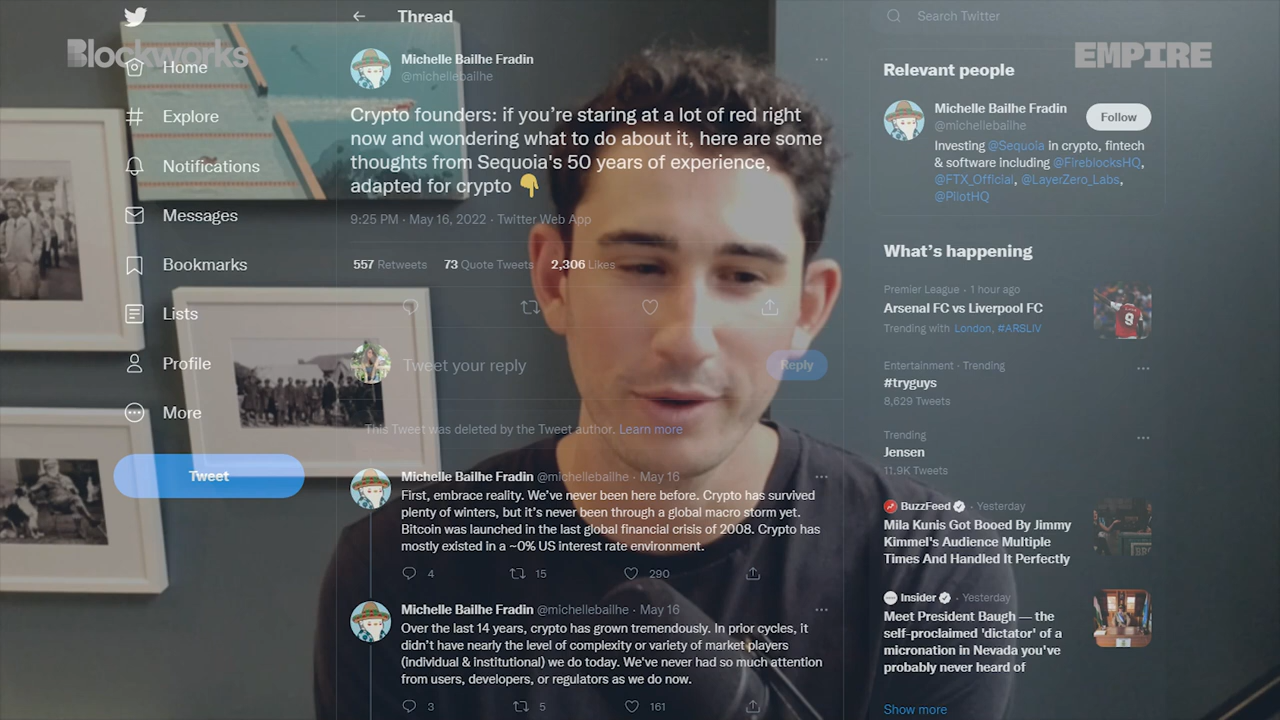 Blockworks
EMPIRE
Home
Explore
Notifications
Messages
Bookmarks
Lists
Profile
More
Tweet
Thread
Michelle Bailhe Fradin
@michellebailhe
Crypto founders: if you’re staring at a lot of red right
now and wondering what to do about it, here are some
thoughts from Sequoia's 50 years of experience,
adapted for crypto 👇
9:25 PM · May 16, 2022 · Twitter Web App
557 Retweets 73 Quote Tweets 2,306 Likes
Tweet your reply
Reply
This Tweet was deleted by the Tweet author. Learn more
Michelle Bailhe Fradin @michellebailhe · May 16
First, embrace reality. We’ve never been here before. Crypto has survived
plenty of winters, but it’s never been through a global macro storm yet.
Bitcoin was launched in the last global financial crisis of 2008. Crypto has
mostly existed in a ~0% US interest rate environment.
4 15 290
Michelle Bailhe Fradin @michellebailhe · May 16
Over the last 14 years, crypto has grown tremendously. In prior cycles, it
didn’t have nearly the level of complexity or variety of market players
(individual & institutional) we do today. We've never had so much attention
from users, developers, or regulators as we do now.
3 5 161
Search Twitter
Relevant people
Michelle Bailhe Fradin
@michellebailhe
Follow
Investing @Sequoia in crypto, fintech
& software including @FireblocksHQ,
@FTX_Official, @LayerZero_Labs,
@PilotHQ
What’s happening
Premier League · 1 hour ago
Arsenal FC vs Liverpool FC
Trending with London, #ARSLIV
Entertainment · Trending
#tryguys
8,629 Tweets
Trending
Jensen
11.9K Tweets
BuzzFeed · Yesterday
Mila Kunis Got Booed By Jimmy
Kimmel's Audience Multiple
Times And Handled It Perfectly
Insider · Yesterday
Meet President Baugh — the
self-proclaimed 'dictator' of a
micronation in Nevada you've
probably never heard of
Show more